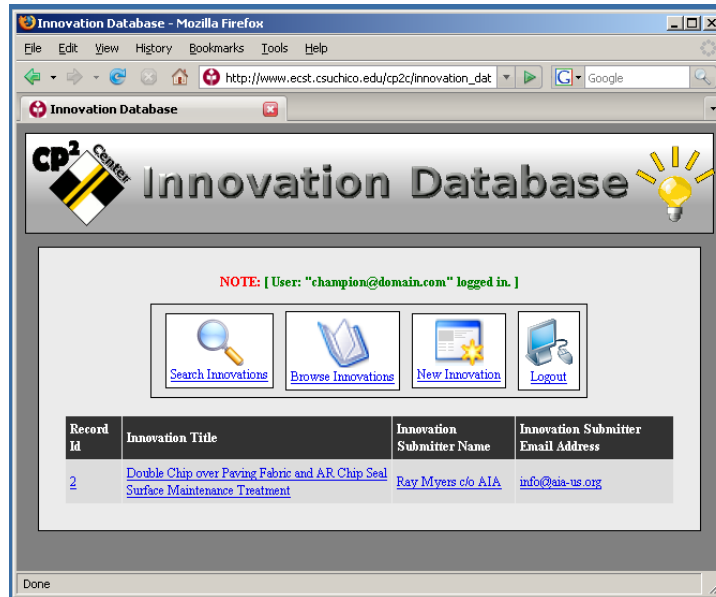 Innovation Database - Mozilla Firefox
File Edit View History Bookmarks Tools Help
http://www.ecst.csuchico.edu/cp2c/innovation_dat
G Google
Innovation Database
CP2 Center
Innovation Database
NOTE: [ User: "champion@domain.com" logged in. ]
Search Innovations Browse Innovations New Innovation Logout
Record Id Innovation Title Innovation Submitter Name Innovation Submitter Email Address
2 Double Chip over Paving Fabric and AR Chip Seal Surface Maintenance Treatment Ray Myers c/o AIA info@aia-us.org
Done